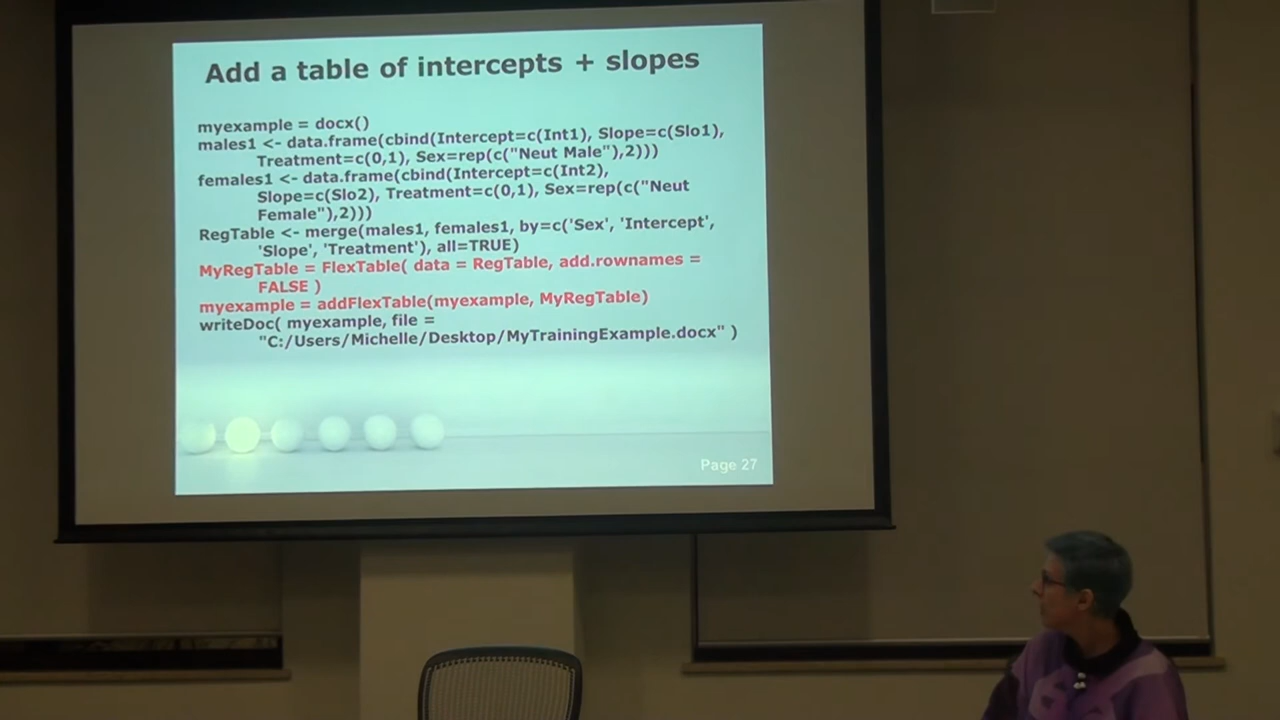 Add a table of intercepts + slopes
myexample = docx()
males1 <- data.frame(cbind(Intercept=c(Int1), Slope=c(Slo1),
Treatment=c(0,1), Sex=rep(c("Neut Male"),2)))
females1 <- data.frame(cbind(Intercept=c(Int2),
Slope=c(Slo2), Treatment=c(0,1), Sex=rep(c("Neut
Female"),2)))
RegTable <- merge(males1, females1, by=c('Sex', 'Intercept',
'Slope', 'Treatment'), all=TRUE)
MyRegTable = FlexTable( data = RegTable, add.rownames =
FALSE )
myexample = addFlexTable(myexample, MyRegTable)
writeDoc( myexample, file =
"C:/Users/Michelle/Desktop/MyTrainingExample.docx" )
Page 27